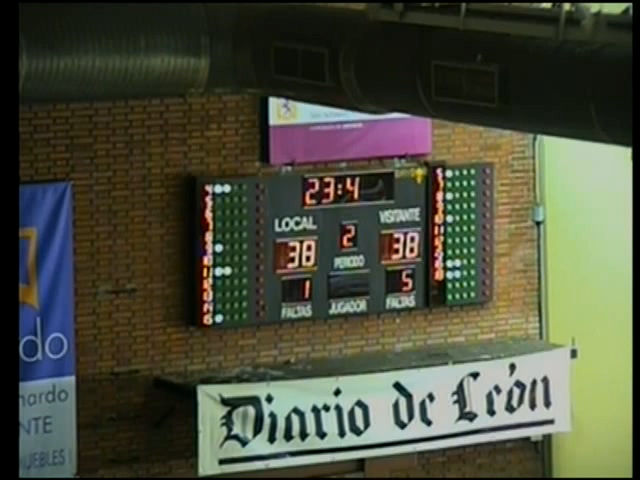 23:4
LOCAL
VISITANTE
38
2
38
PERIODO
1
5
FALTAS
JUGADOR
FALTAS
do
nardo
NTE
UEBLES
Diario de León